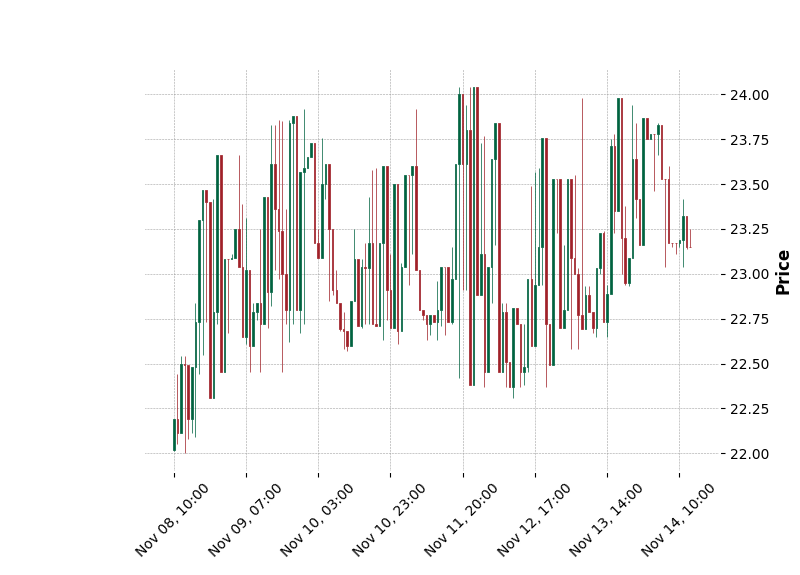 24.00
23.75
23.50
23.25
23.00
22.75
22.50
22.25
22.00
Price
Nov 08, 10:00
Nov 09, 07:00
Nov 10, 03:00
Nov 10, 23:00
Nov 11, 20:00
Nov 12, 17:00
Nov 13, 14:00
Nov 14, 10:00